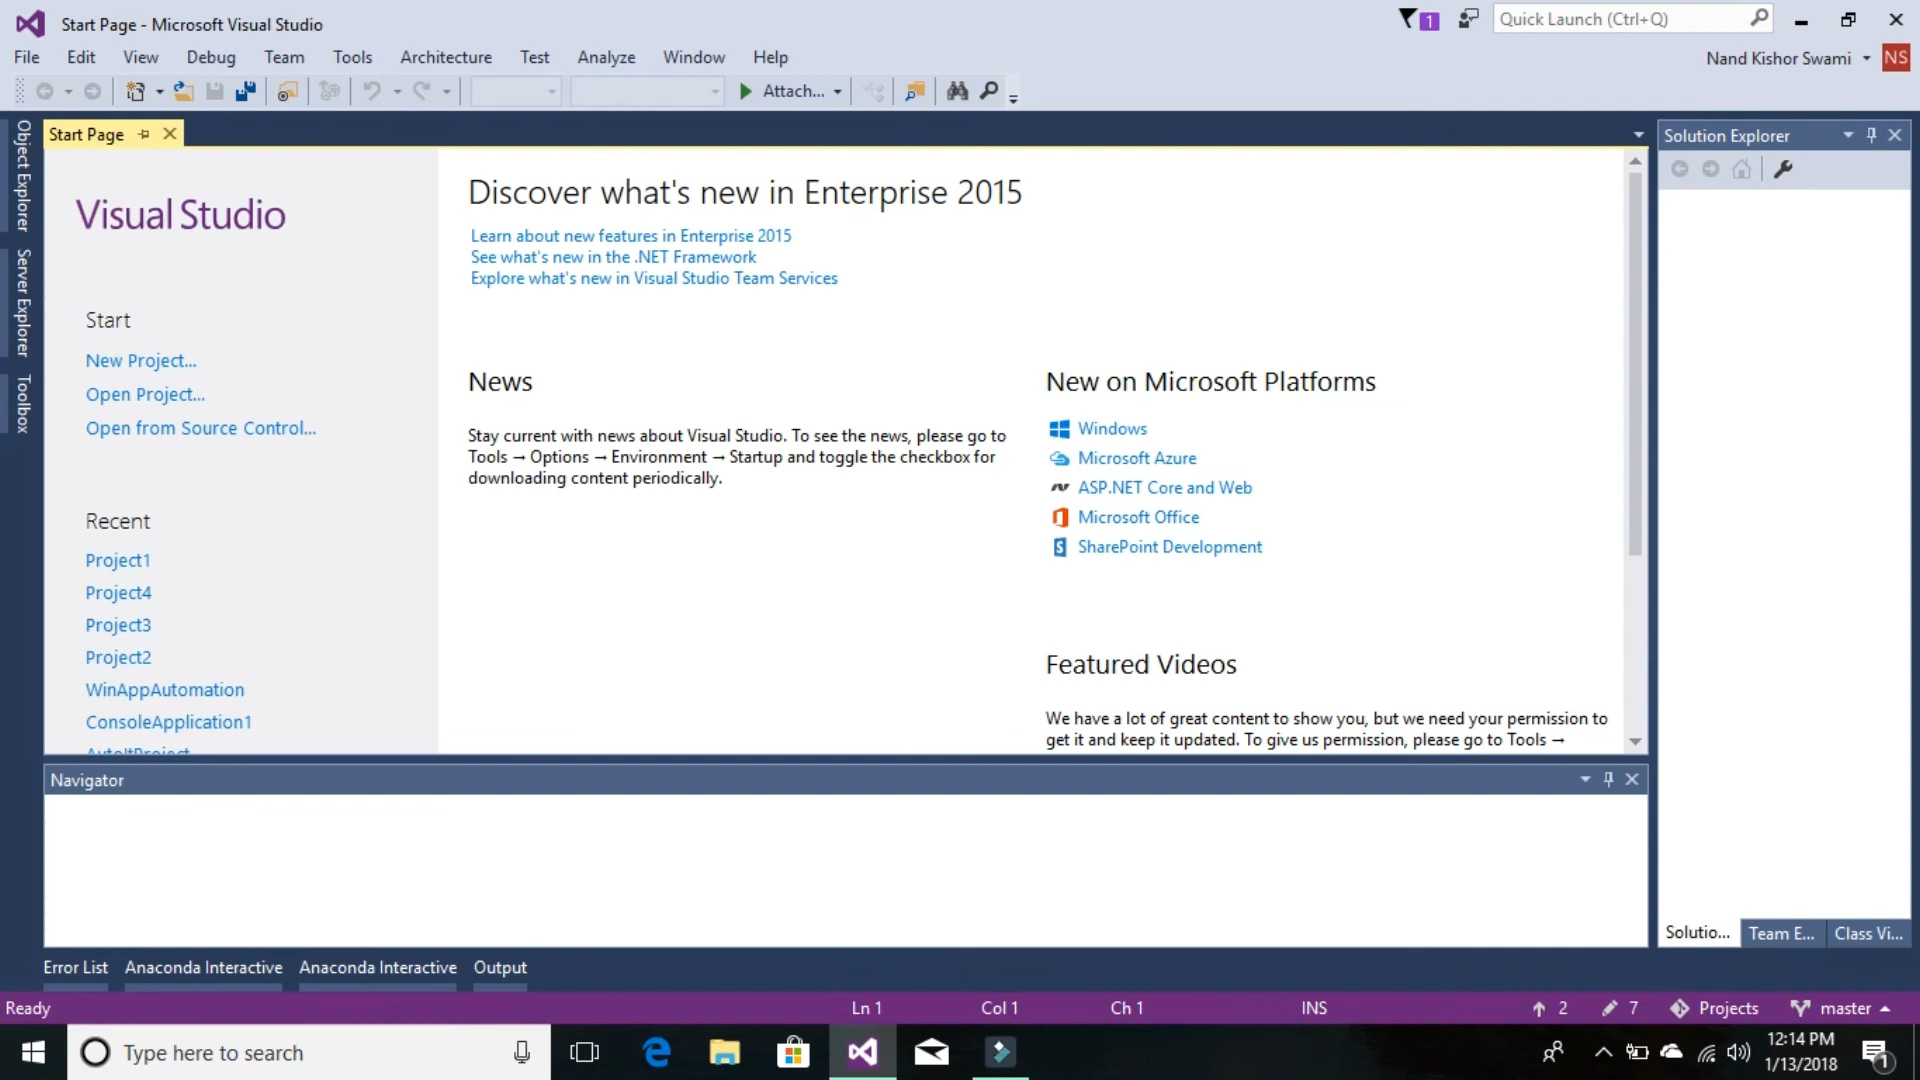 Start Page - Microsoft Visual Studio
1
Quick Launch (Ctrl+Q)
File Edit View Debug Team Tools Architecture Test Analyze Window Help
Nand Kishor Swami NS
Attach...
Object Explorer
Server Explorer
Toolbox
Start Page
Visual Studio
Start
New Project...
Open Project...
Open from Source Control...
Recent
Project1
Project4
Project3
Project2
WinAppAutomation
ConsoleApplication1
AutoItProject
Discover what's new in Enterprise 2015
Learn about new features in Enterprise 2015
See what's new in the .NET Framework
Explore what's new in Visual Studio Team Services
News
Stay current with news about Visual Studio. To see the news, please go to
Tools → Options → Environment → Startup and toggle the checkbox for
downloading content periodically.
New on Microsoft Platforms
Windows
Microsoft Azure
ASP.NET Core and Web
Microsoft Office
SharePoint Development
Featured Videos
We have a lot of great content to show you, but we need your permission to
get it and keep it updated. To give us permission, please go to Tools →
Solution Explorer
Solutio... Team E... Class Vi...
Navigator
Error List Anaconda Interactive Anaconda Interactive Output
Ready Ln 1 Col 1 Ch 1 INS 2 7 Projects master
Type here to search
12:14 PM
1/13/2018
1